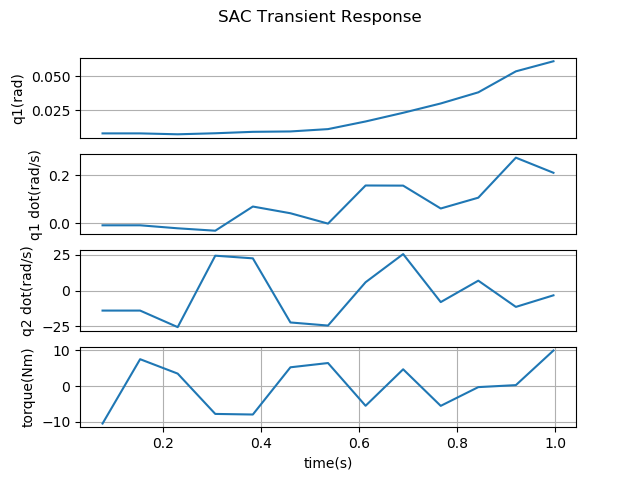 SAC Transient Response
q1(rad)
0.050
0.025
q1 dot(rad/s)
0.2
0.0
q2 dot(rad/s)
25
0
−25
torque(Nm)
10
0
−10
0.2 0.4 0.6 0.8 1.0
time(s)